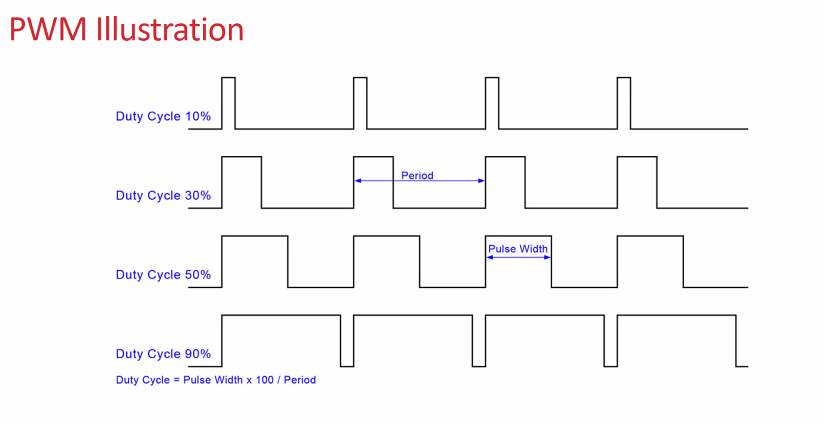 PWM Illustration
Duty Cycle 10%
Period
Duty Cycle 30%
Pulse Width
Duty Cycle 50%
Duty Cycle 90%
Duty Cycle = Pulse Width x 100 / Period